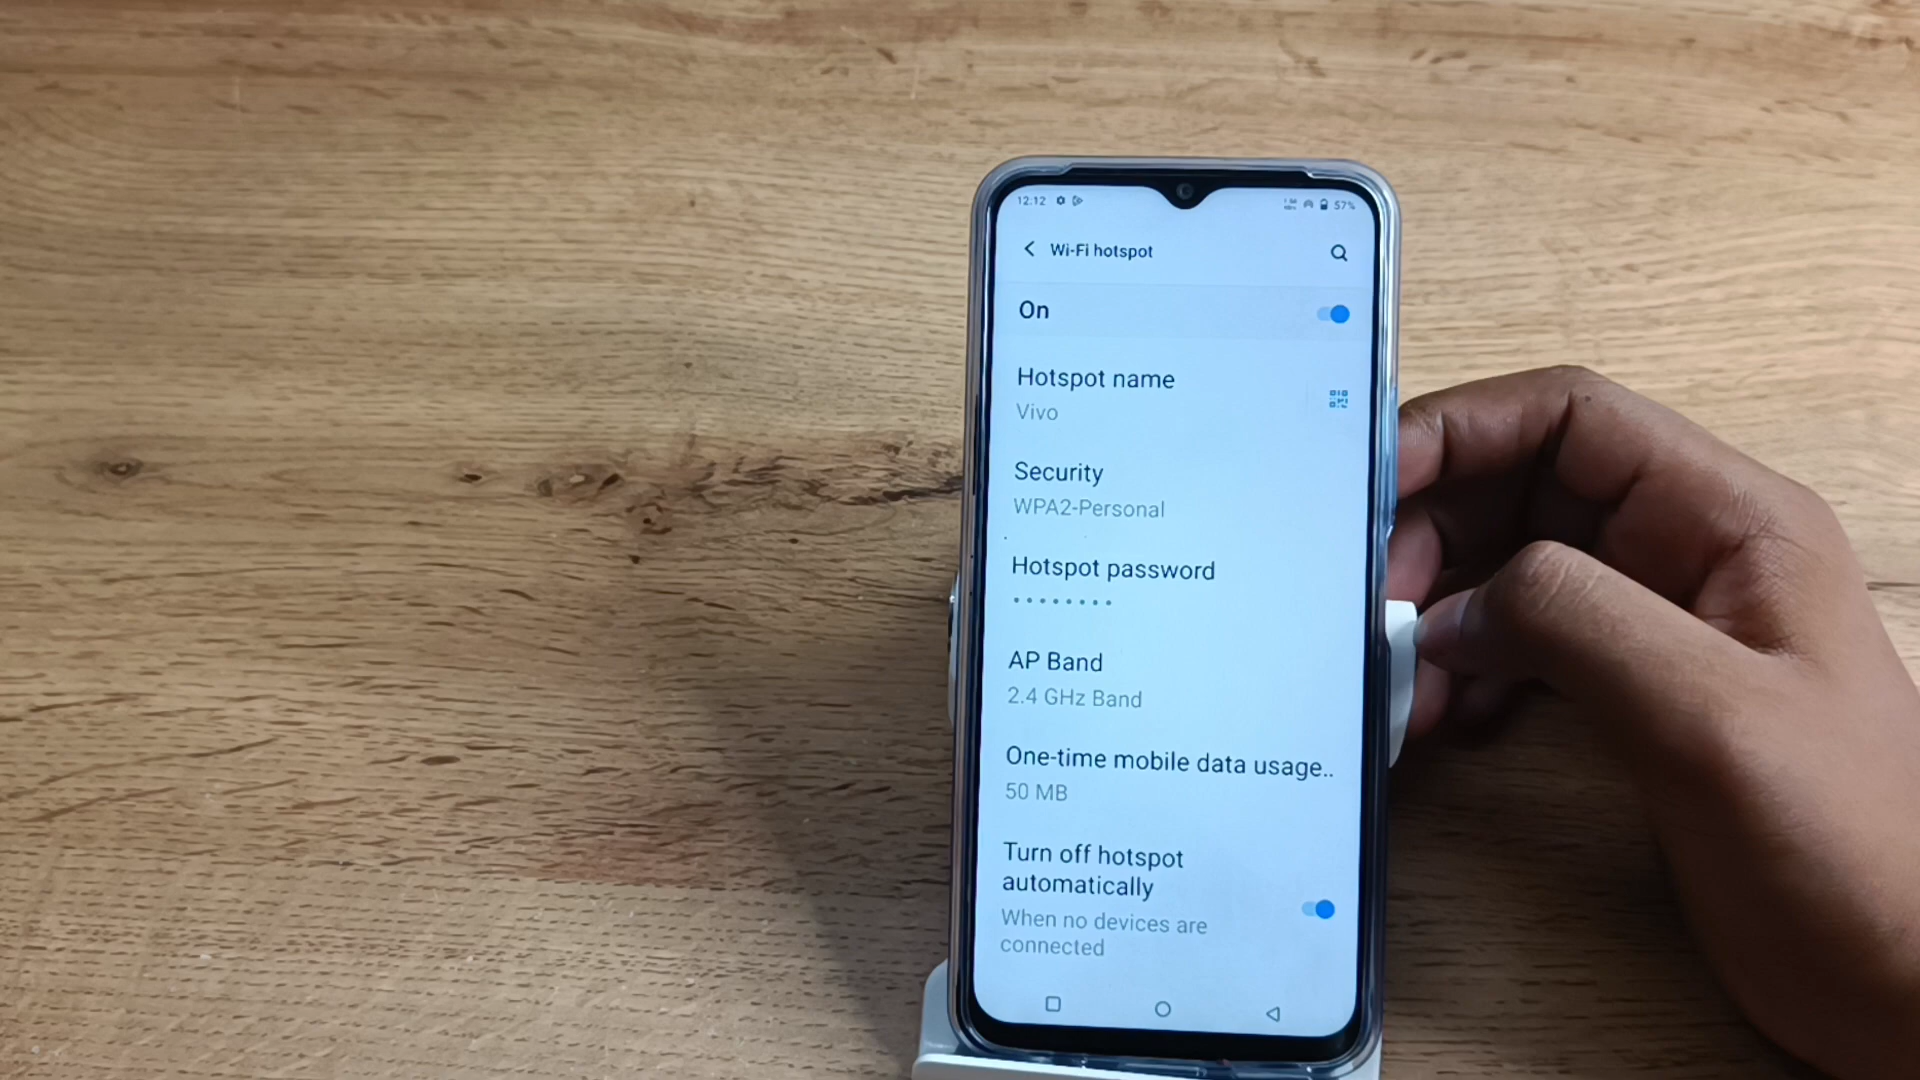 12:12 57%
Wi-Fi hotspot
On
Hotspot name
Vivo
Security
WPA2-Personal
Hotspot password
••••••••
AP Band
2.4 GHz Band
One-time mobile data usage..
50 MB
Turn off hotspot
automatically
When no devices are
connected